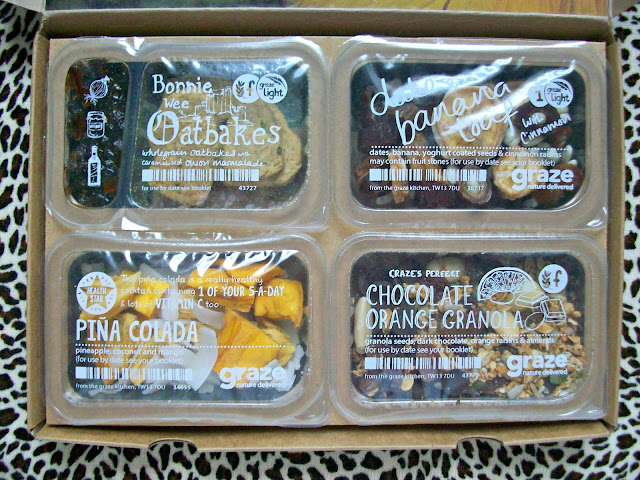 Bonnie
wee
Oatbakes
wholegrain oatbakes with
caramelised onion marmalade
for use by date see booklet
43727
f
graze
light
banana
loaf
with
Cinnamon
1
graze
light
dates, banana, yoghurt coated seeds & cinnamon raisins
may contain fruit stones (for use by date see booklet)
from the graze kitchen, TW13 7DU
30717
graze
nature delivered
HEALTH
STAR
This piña colada is a really healthy
cocktail containing 1 OF YOUR 5-A-DAY
& lots of VITAMIN C too.
PIÑA COLADA
pineapple, coconut and mango
(for use by date see your booklet)
from the graze kitchen, TW13 7DU
34655
graze
nature delivered
GRAZE'S PERFECT
CHOCOLATE
ORANGE GRANOLA
f
granola seeds, dark chocolate, orange raisins & almonds
(for use by date see your booklet)
from the graze kitchen, TW13 7DU
graze
nature delivered